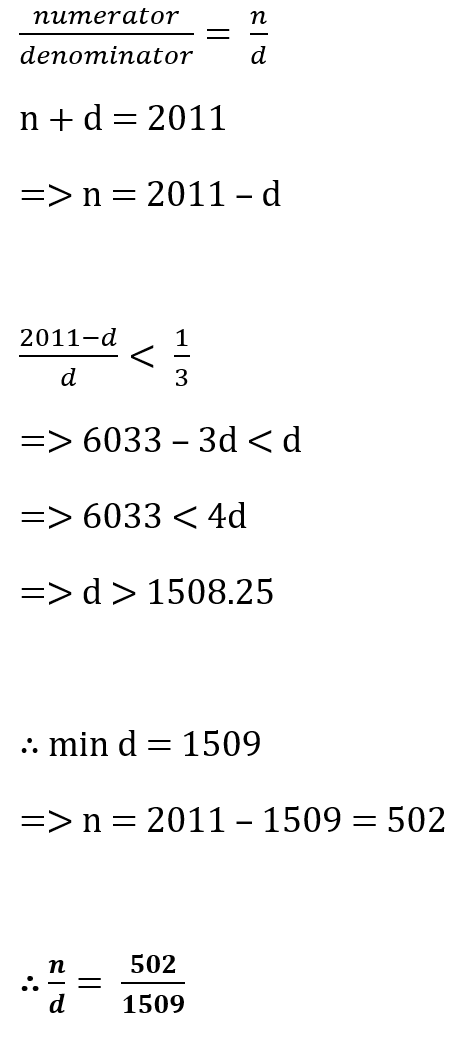 numerator/denominator = n/d
n + d = 2011
=> n = 2011 – d
2011−d/d < 1/3
=> 6033 – 3d < d
=> 6033 < 4d
=> d > 1508.25
∴ min d = 1509
=> n = 2011 – 1509 = 502
∴ n/d = 502/1509